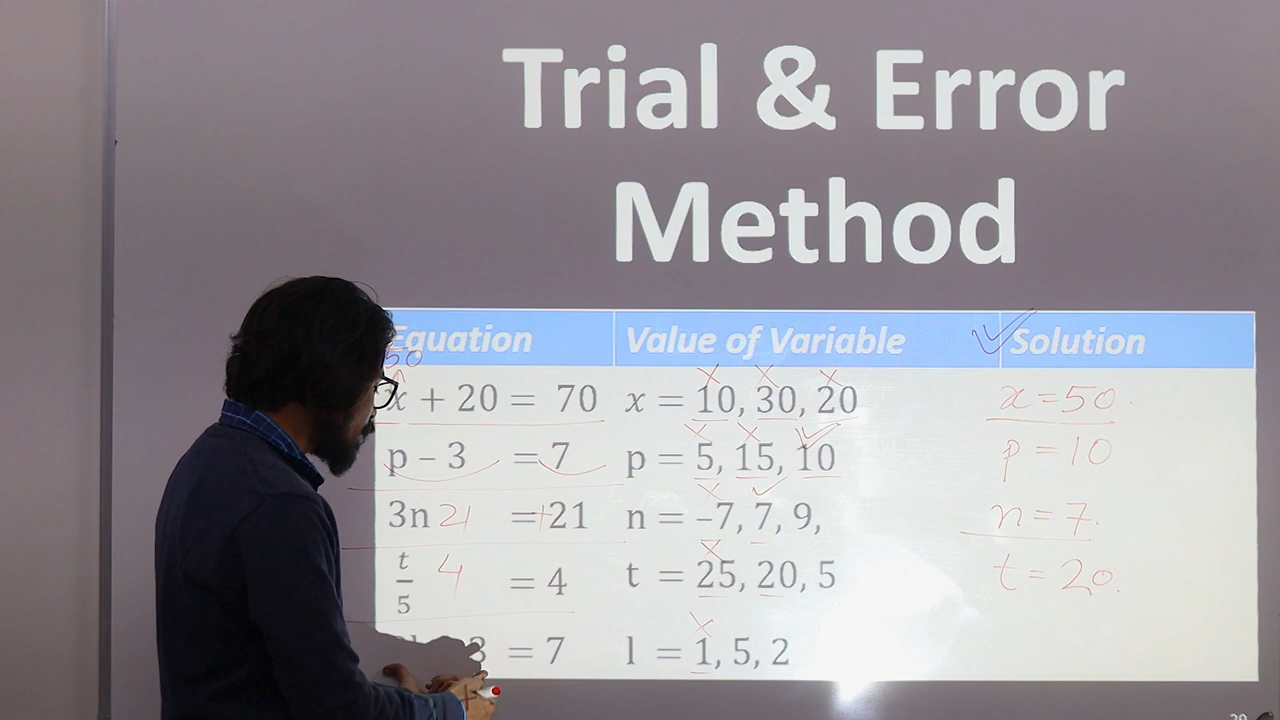 Trial & Error
Method
Equation Value of Variable Solution
50
x + 20 = 70 x = 10, 30, 20 x = 50
p – 3 = 7 p = 5, 15, 10 p = 10
3n 21 = +21 n = –7, 7, 9, n = 7
t/5 4 = 4 t = 25, 20, 5 t = 20
3 = 7 l = 1, 5, 2